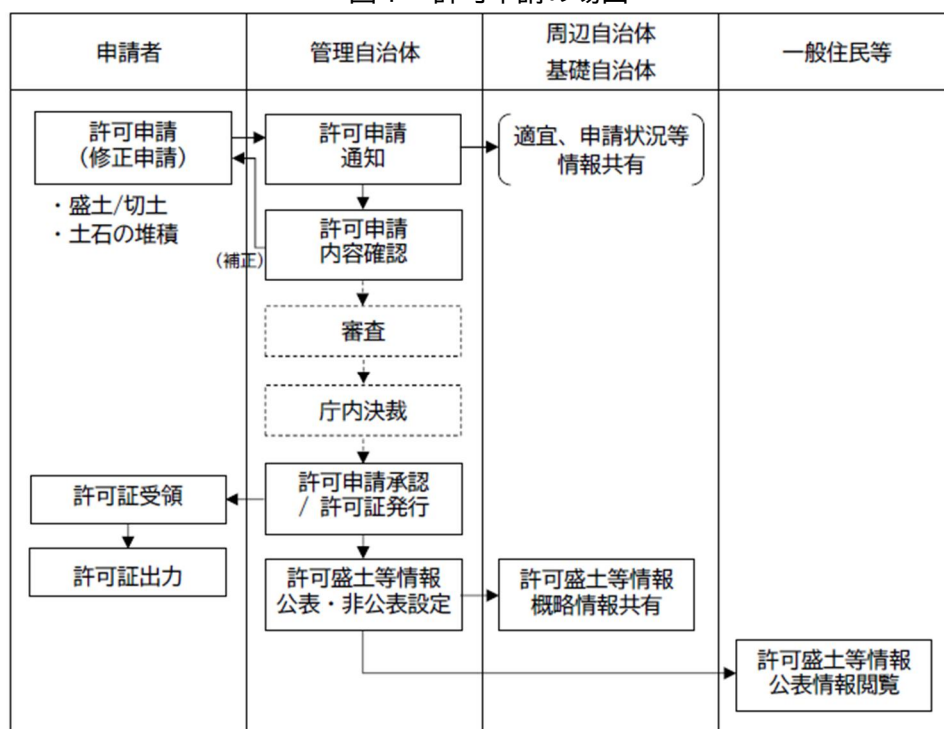 申請者
管理自治体
周辺自治体
基礎自治体
一般住民等
許可申請
（修正申請）
・盛土/切土
・土石の堆積
許可申請
通知
適宜、申請状況等
情報共有
(補正)
許可申請
内容確認
審査
庁内決裁
許可申請承認
/ 許可証発行
許可証受領
許可証出力
許可盛土等情報
公表・非公表設定
許可盛土等情報
概略情報共有
許可盛土等情報
公表情報閲覧